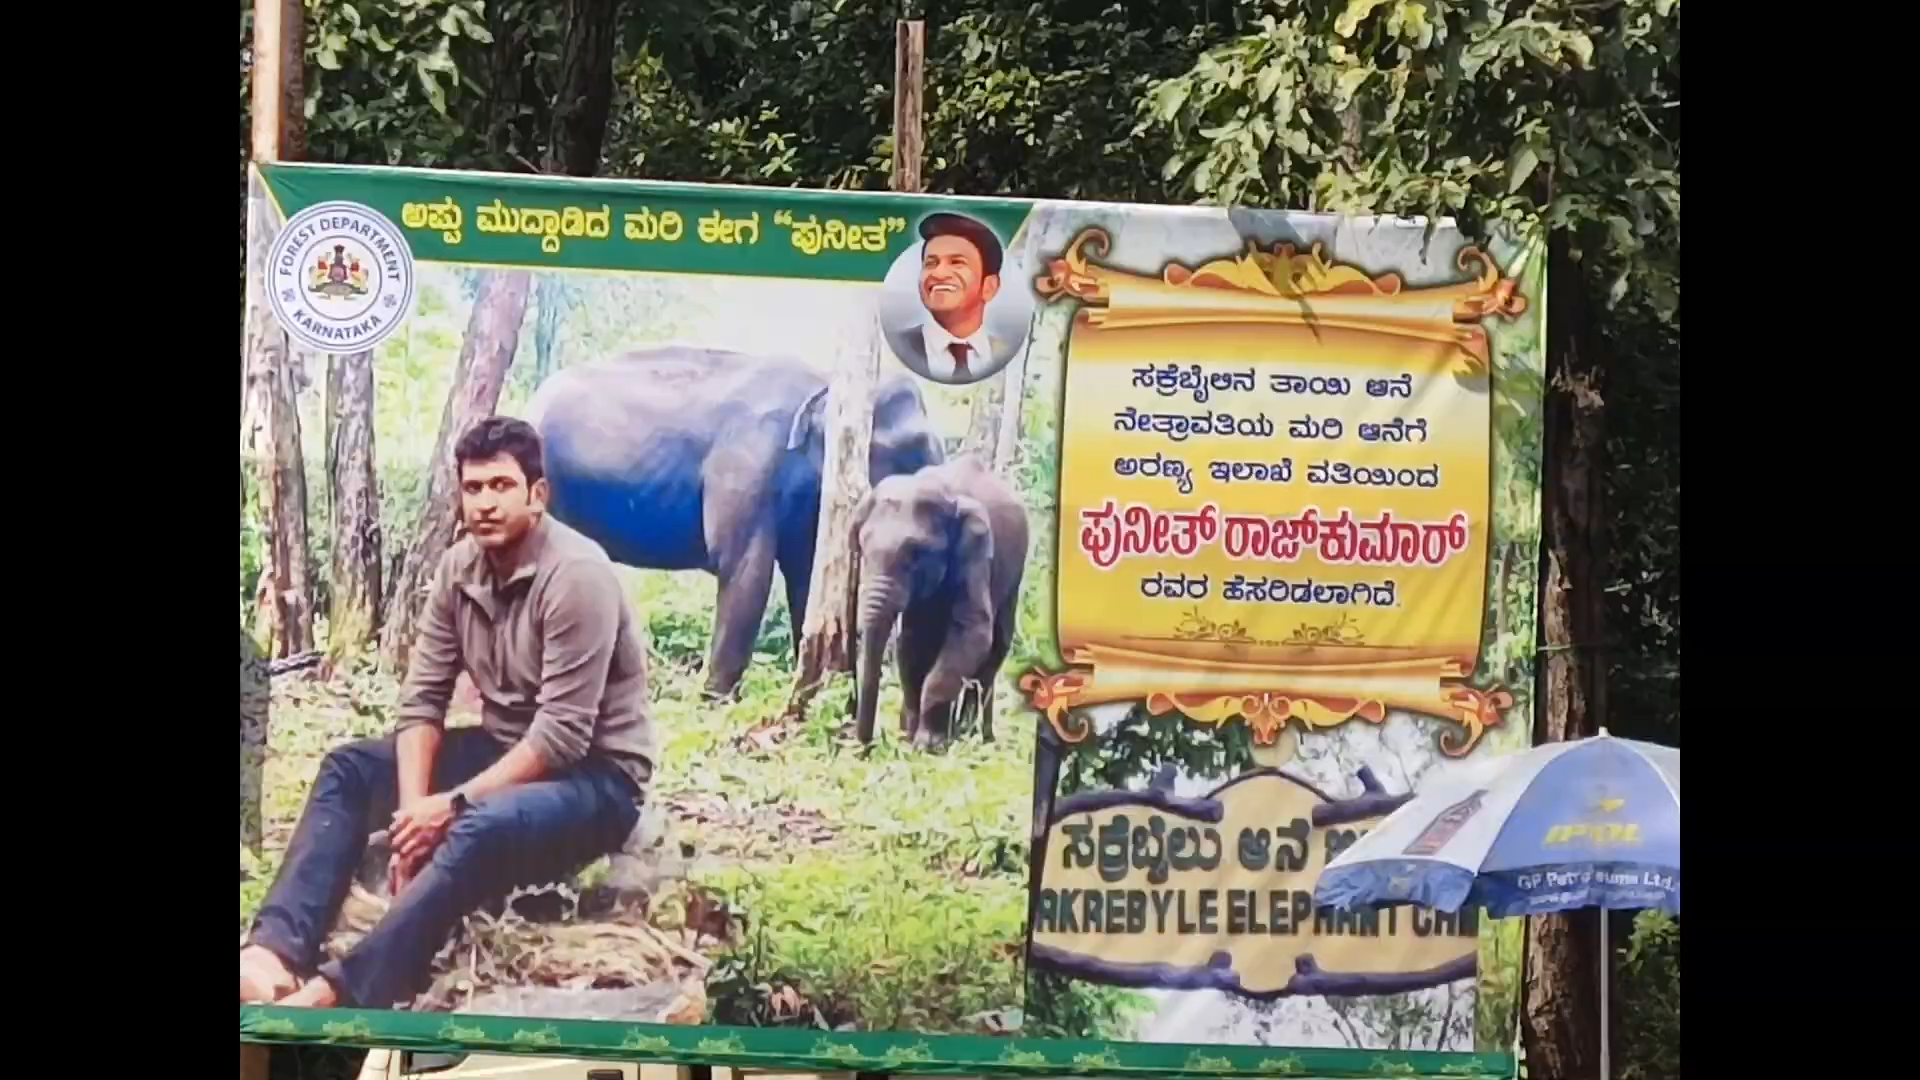 ಅಪ್ಪು ಮುದ್ದಾಡಿದ ಮರಿ ಈಗ “ಪುನೀತ”
FOREST DEPARTMENT
KARNATAKA
ಸಕ್ರೆಬೈಲಿನ ತಾಯಿ ಆನೆ
ನೇತ್ರಾವತಿಯ ಮರಿ ಆನೆಗೆ
ಅರಣ್ಯ ಇಲಾಖೆ ವತಿಯಿಂದ
ಪುನೀತ್ ರಾಜ್‌ಕುಮಾರ್
ರವರ ಹೆಸರಿಡಲಾಗಿದೆ.
ಸಕ್ರೆಬೈಲು ಆನೆ
AKREBYLE ELEPHANT